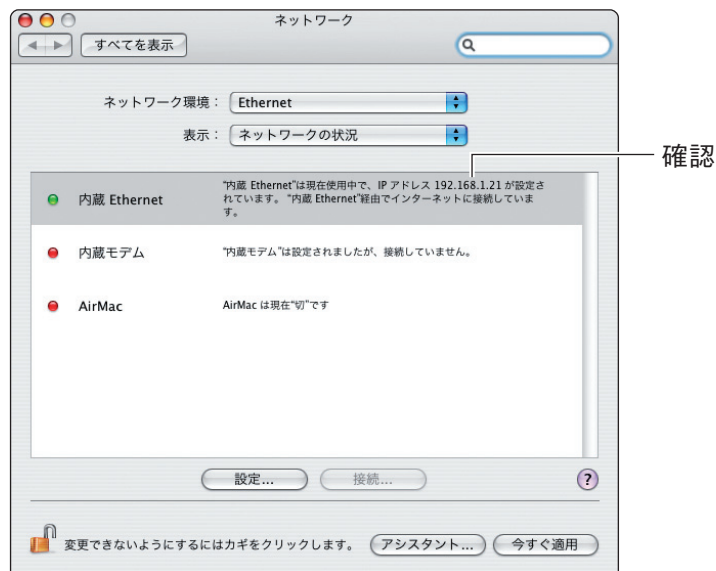 ネットワーク
すべてを表示
ネットワーク環境： Ethernet
表示： ネットワークの状況
確認
内蔵 Ethernet
“内蔵 Ethernet”は現在使用中で、IP アドレス 192.168.1.21 が設定さ
れています。 “内蔵 Ethernet”経由でインターネットに接続していま
す。
内蔵モデム
“内蔵モデム”は設定されましたが、接続していません。
AirMac
AirMac は現在“切”です
設定...
接続...
?
変更できないようにするにはカギをクリックします。
アシスタント...
今すぐ適用